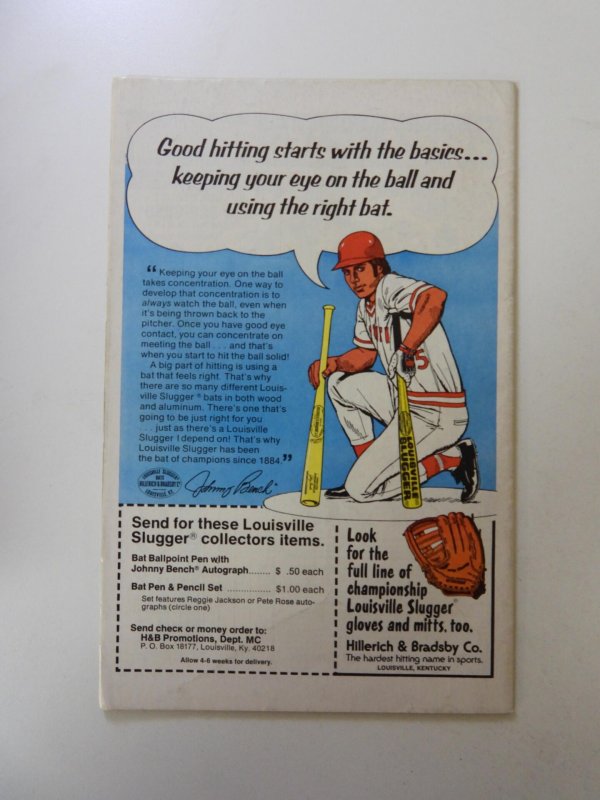 Good hitting starts with the basics...
keeping your eye on the ball and
using the right bat.
“ Keeping your eye on the ball
takes concentration. One way to
develop that concentration is to
always watch the ball, even when
it's being thrown back to the
pitcher. Once you have good eye
contact, you can concentrate on
meeting the ball . . . and that's
when you start to hit the ball solid!
A big part of hitting is using a
bat that feels right. That's why
there are so many different Louis-
ville Slugger® bats in both wood
and aluminum. There's one that's
going to be just right for you
. . . just as there's a Louisville
Slugger I depend on! That's why
Louisville Slugger has been
the bat of champions since 1884.”
LOUISVILLE SLUGGER
BATS
HILLERICH & BRADSBY Co
LOUISVILLE, KY.
Johnny Bench
5
LOUISVILLE
SLUGGER
Send for these Louisville
Slugger® collectors items.
Bat Ballpoint Pen with
Johnny Bench® Autograph........ $ .50 each
Bat Pen & Pencil Set ............... $1.00 each
Set features Reggie Jackson or Pete Rose auto-
graphs (circle one)
Send check or money order to:
H&B Promotions, Dept. MC
P. O. Box 18177, Louisville, Ky. 40218
Allow 4-6 weeks for delivery.
Look
for the
full line of
championship
Louisville Slugger®
gloves and mitts, too.
Hillerich & Bradsby Co.
The hardest hitting name in sports.
LOUISVILLE, KENTUCKY